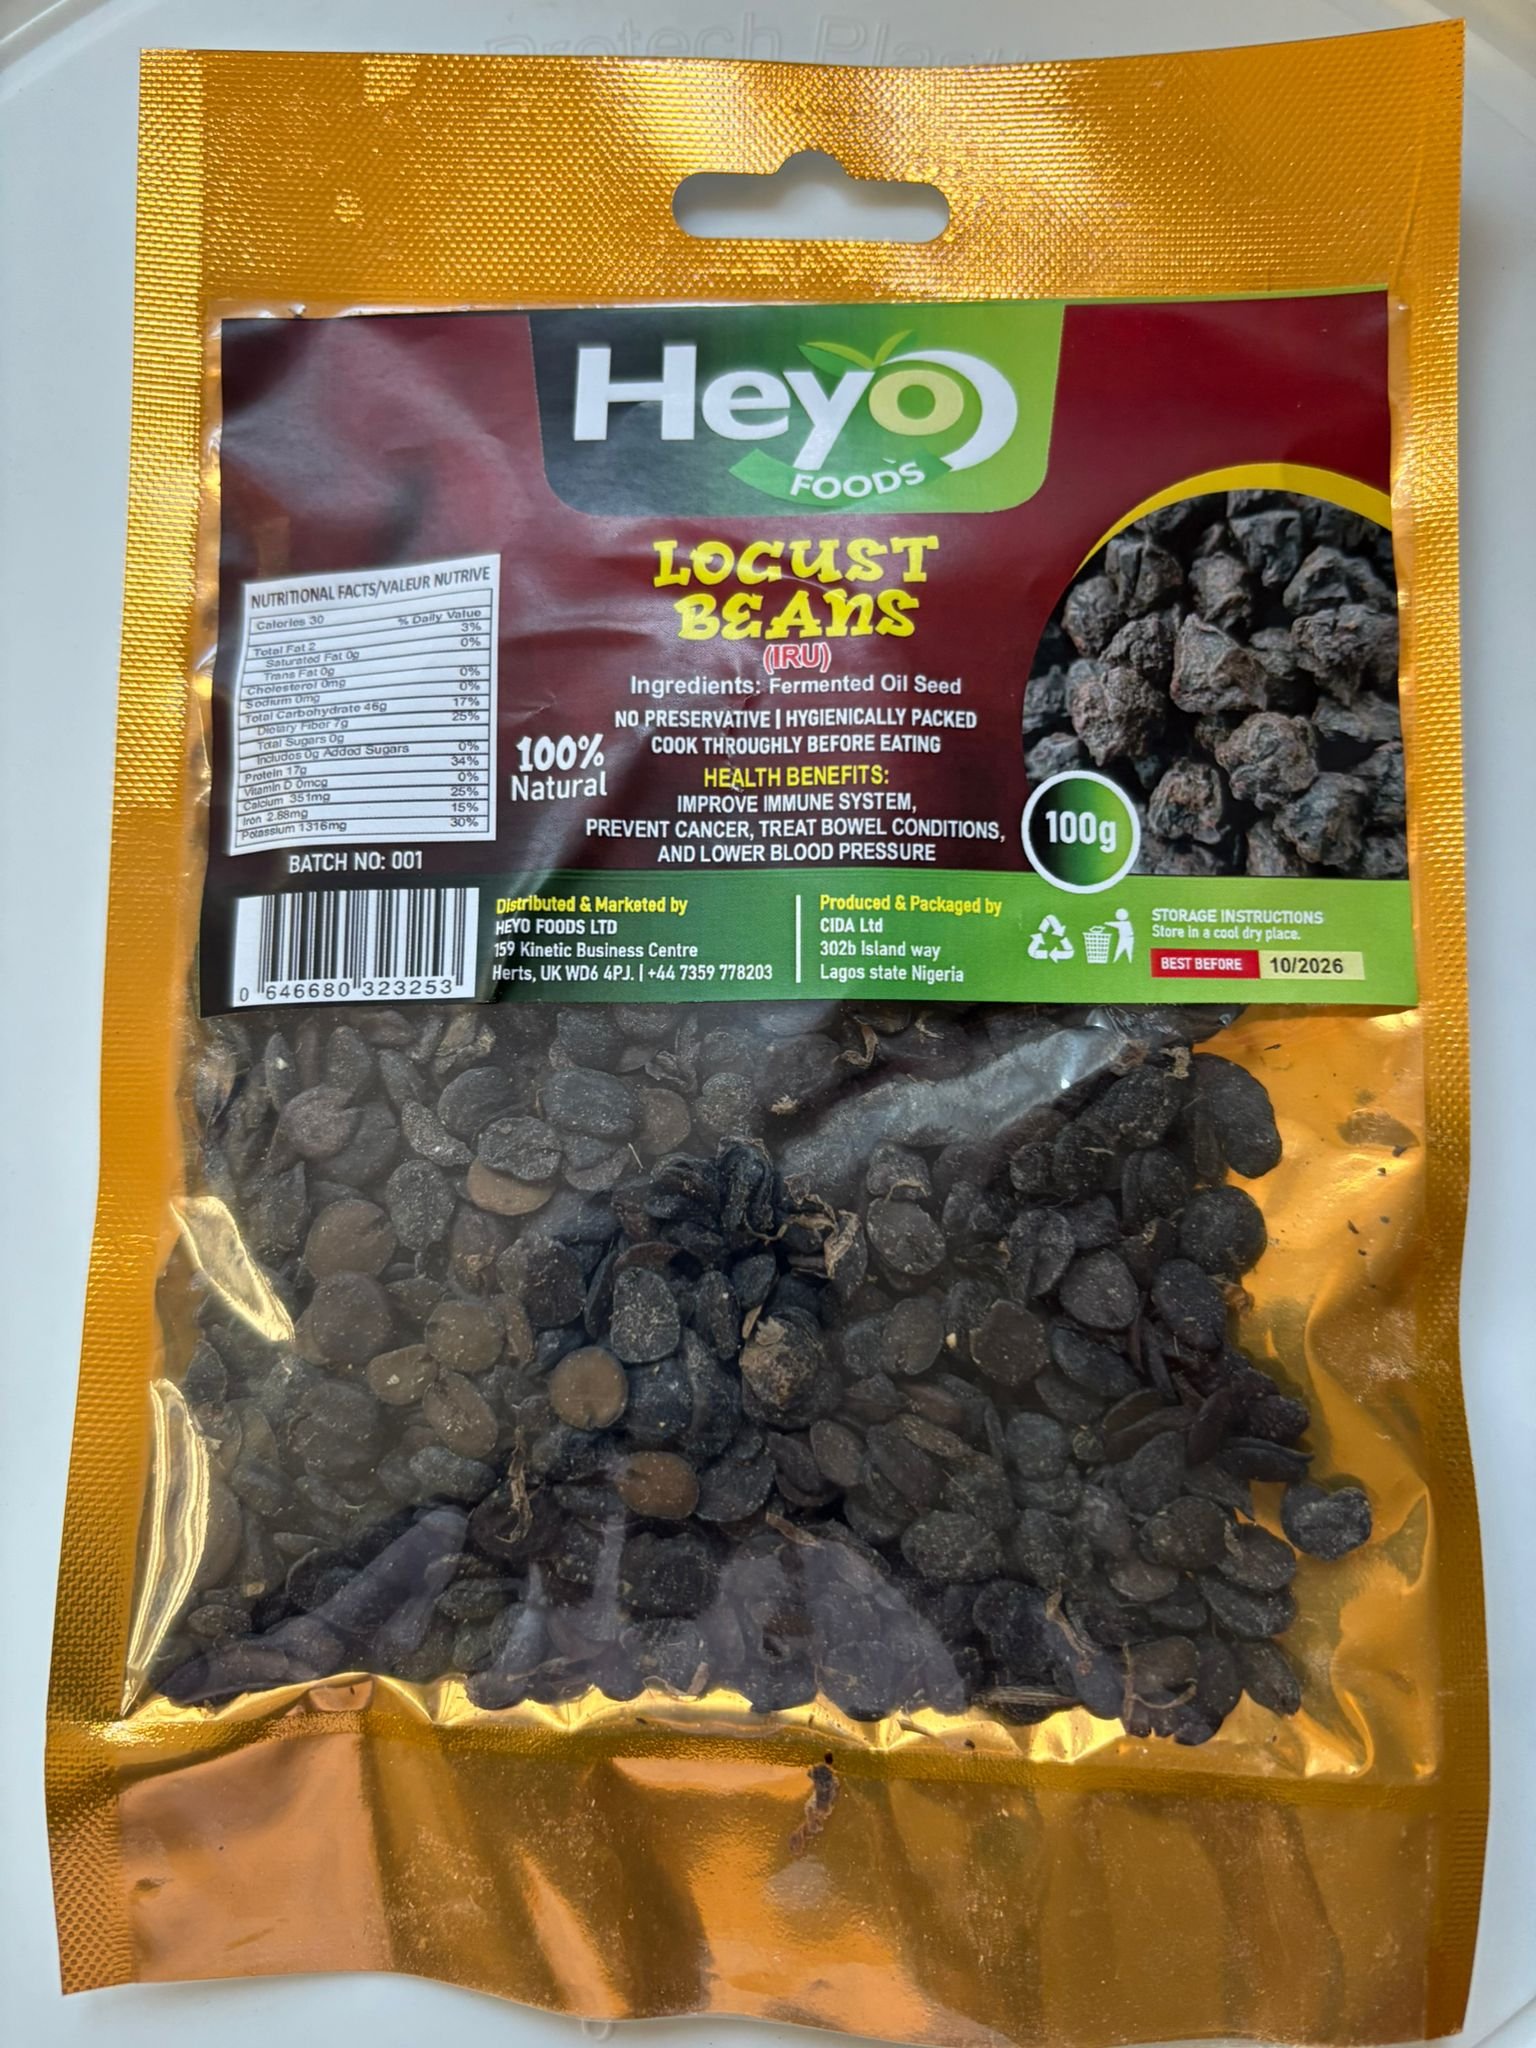 Protech Plast
Heyo
FOODS
LOCUST
BEANS
(IRU)
Ingredients: Fermented Oil Seed
NO PRESERVATIVE | HYGIENICALLY PACKED
COOK THROUGHLY BEFORE EATING
100%
Natural
HEALTH BENEFITS:
IMPROVE IMMUNE SYSTEM,
PREVENT CANCER, TREAT BOWEL CONDITIONS,
AND LOWER BLOOD PRESSURE
100g
NUTRITIONAL FACTS/VALEUR NUTRIVE
Calories 30 % Daily Value
Total Fat 2 3%
Saturated Fat 0g 0%
Trans Fat 0g
Cholesterol 0mg 0%
Sodium 0mg 0%
Total Carbohydrate 46g 17%
Dietary Fiber 7g 25%
Total Sugars 0g
Includes 0g Added Sugars 0%
Protein 17g 34%
Vitamin D 0mcg 0%
Calcium 351mg 25%
Iron 2.88mg 15%
Potassium 1316mg 30%
BATCH NO: 001
0 646680 323253
Distributed & Marketed by
HEYO FOODS LTD
159 Kinetic Business Centre
Herts, UK WD6 4PJ. | +44 7359 778203
Produced & Packaged by
CIDA Ltd
302b Island way
Lagos state Nigeria
STORAGE INSTRUCTIONS
Store in a cool dry place.
BEST BEFORE 10/2026